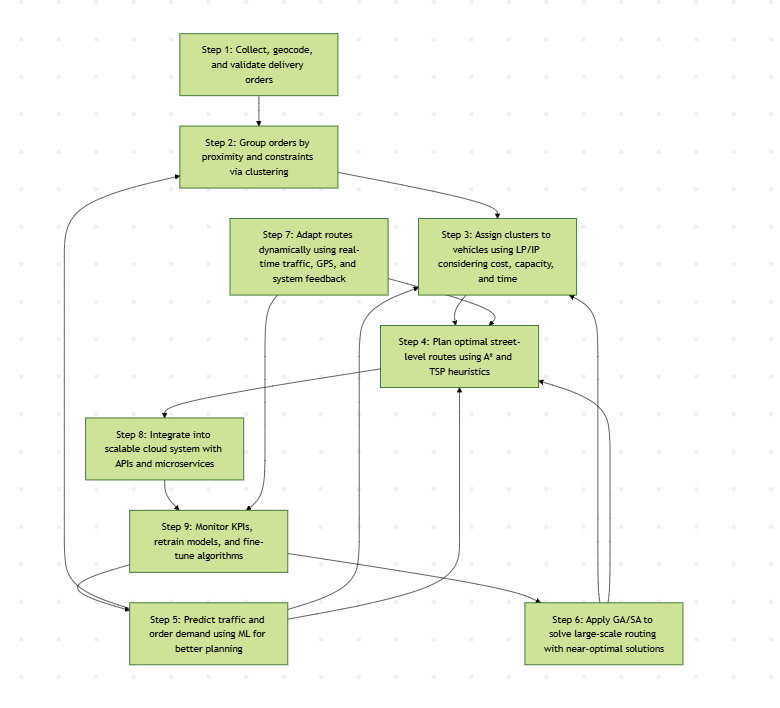 Step 1: Collect, geocode,
and validate delivery
orders
Step 2: Group orders by
proximity and constraints
via clustering
Step 7: Adapt routes
dynamically using real-
time traffic, GPS, and
system feedback
Step 3: Assign clusters to
vehicles using LP/IP
considering cost, capacity,
and time
Step 4: Plan optimal street-
level routes using A* and
TSP heuristics
Step 8: Integrate into
scalable cloud system with
APIs and microservices
Step 9: Monitor KPIs,
retrain models, and fine-
tune algorithms
Step 5: Predict traffic and
order demand using ML for
better planning
Step 6: Apply GA/SA to
solve large-scale routing
with near-optimal solutions